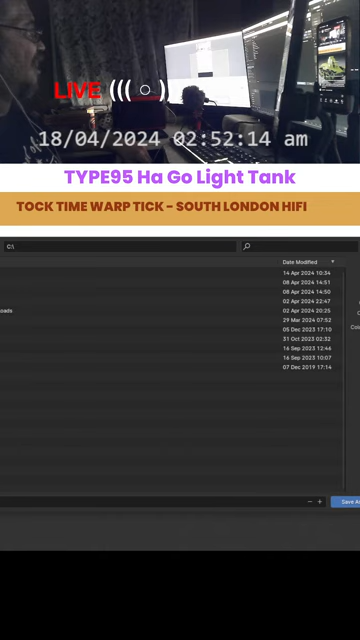 LIVE ((( ))
18/04/2024 02:52:14 am
TYPE95 Ha Go Light Tank
TOCK TIME WARP TICK - SOUTH LONDON HIFI
C:\
Date Modified
14 Apr 2024 10:34
08 Apr 2024 14:51
08 Apr 2024 14:50
02 Apr 2024 22:47
oads 02 Apr 2024 20:25
29 Mar 2024 07:52
05 Dec 2023 17:10
31 Oct 2023 02:32
16 Sep 2023 12:46
16 Sep 2023 10:07
07 Dec 2019 17:14
Save A